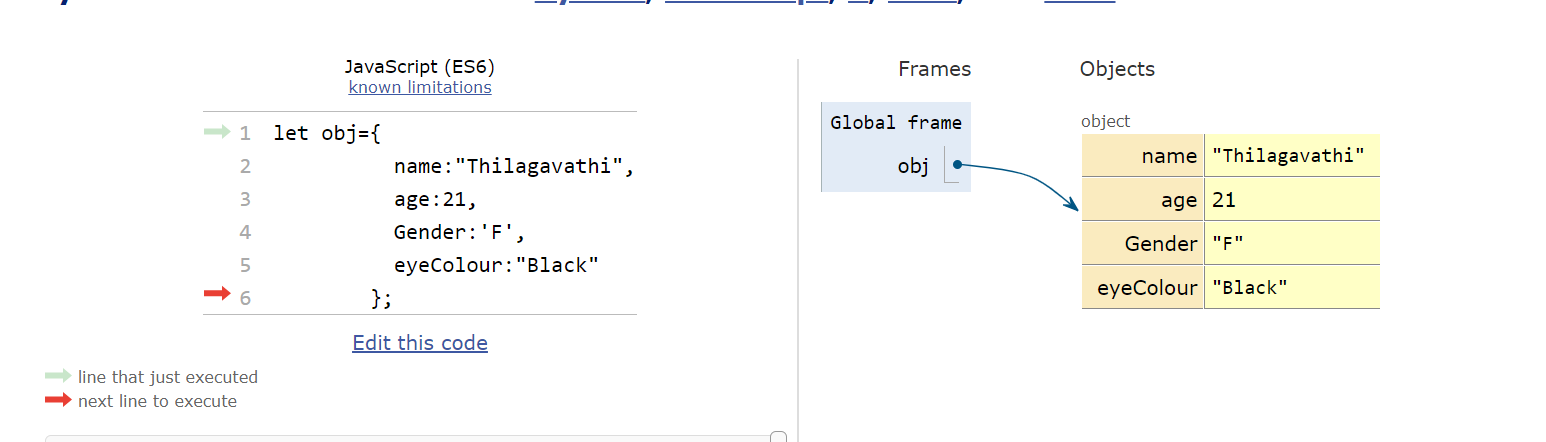 JavaScript (ES6)
known limitations
1 let obj={
2 name:"Thilagavathi",
3 age:21,
4 Gender:'F',
5 eyeColour:"Black"
6 };
Edit this code
line that just executed
next line to execute
Frames
Objects
Global frame
obj
object
name "Thilagavathi"
age 21
Gender "F"
eyeColour "Black"